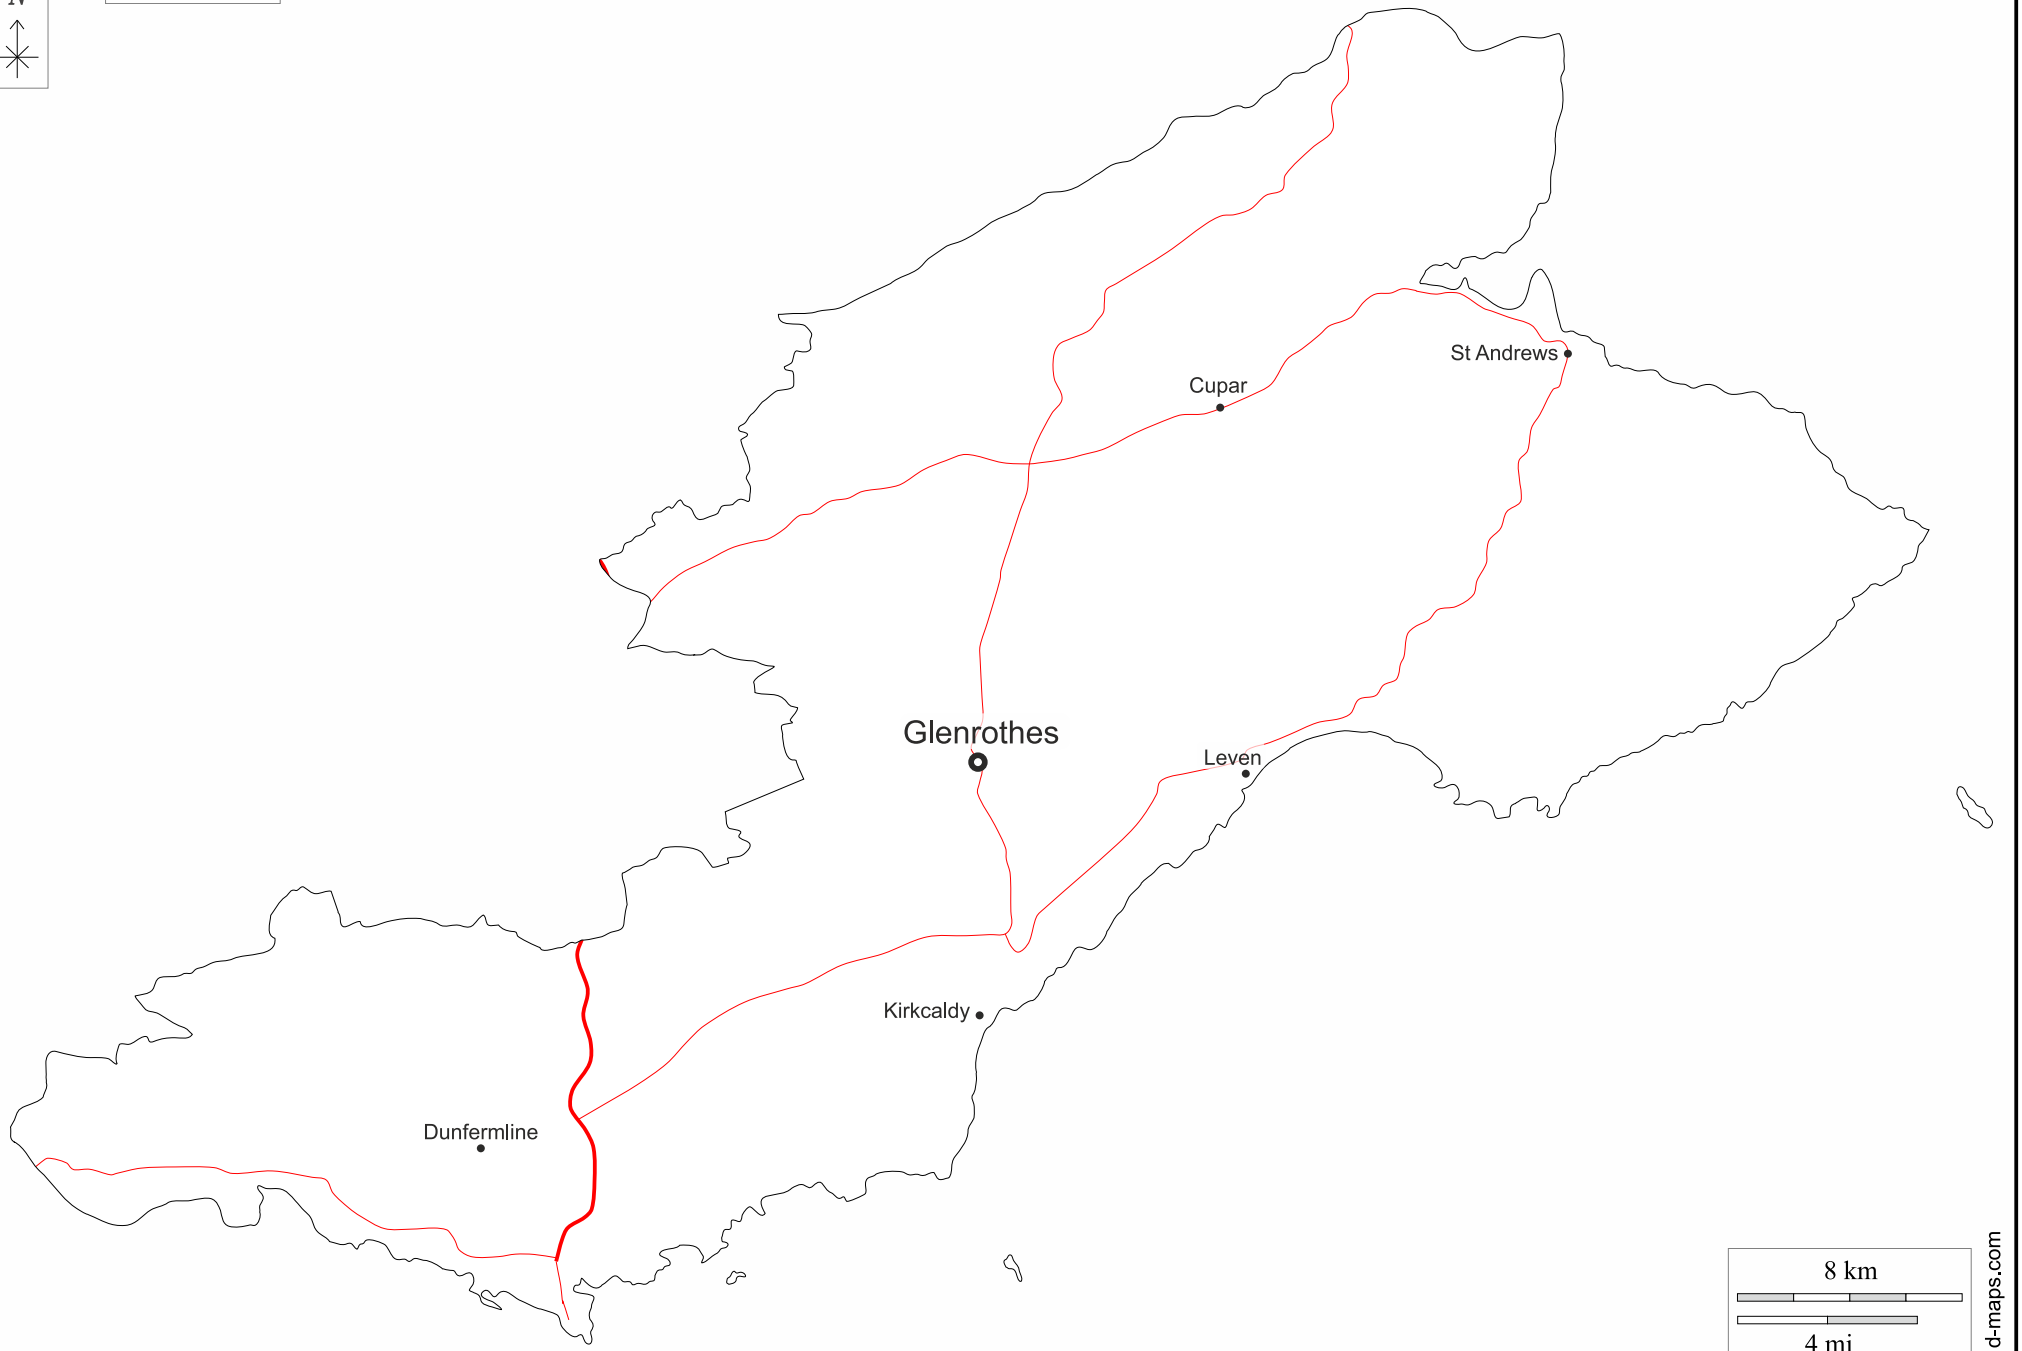 N
St Andrews
Cupar
Glenrothes
Leven
Kirkcaldy
Dunfermline
8 km
4 mi
d-maps.com